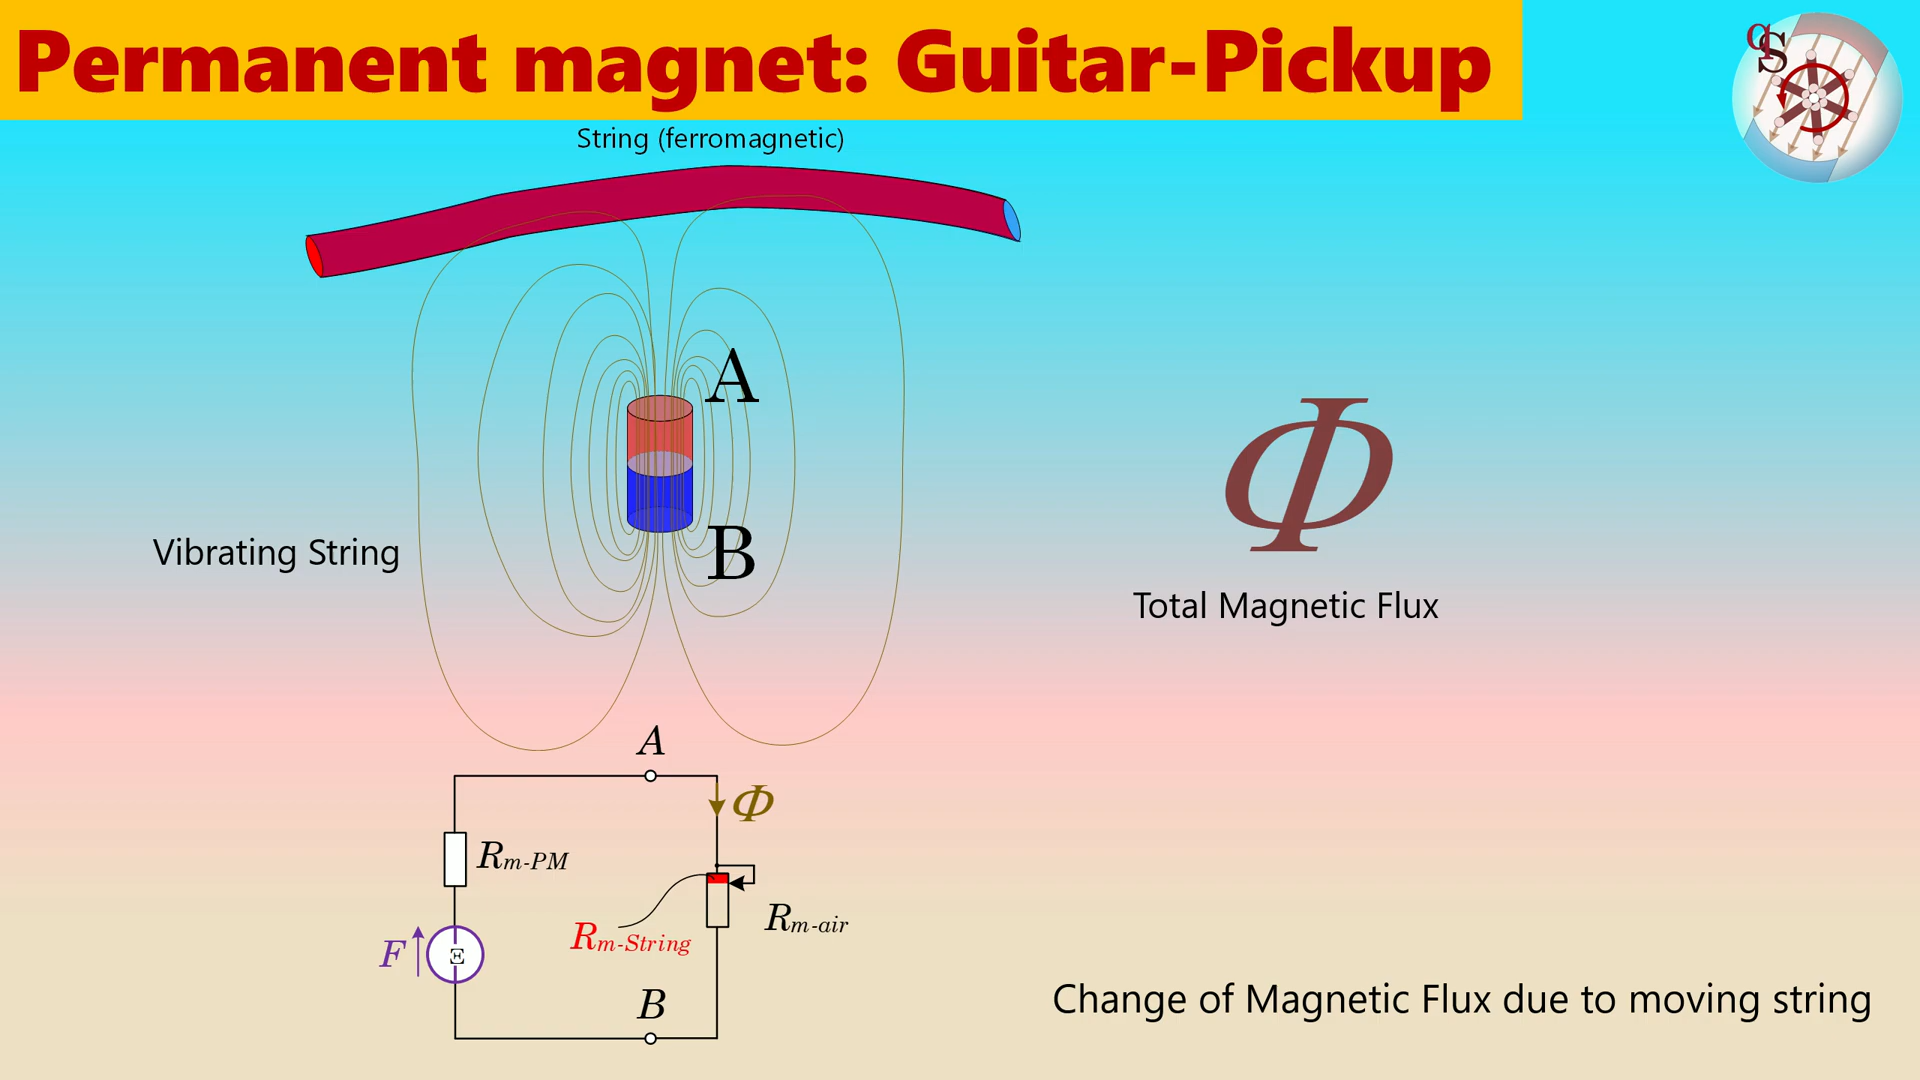 Permanent magnet: Guitar-Pickup
qS
String (ferromagnetic)
A
B
Vibrating String
Φ
Total Magnetic Flux
A
Φ
Rm-PM
Rm-String
Rm-air
F
Ξ
B
Change of Magnetic Flux due to moving string